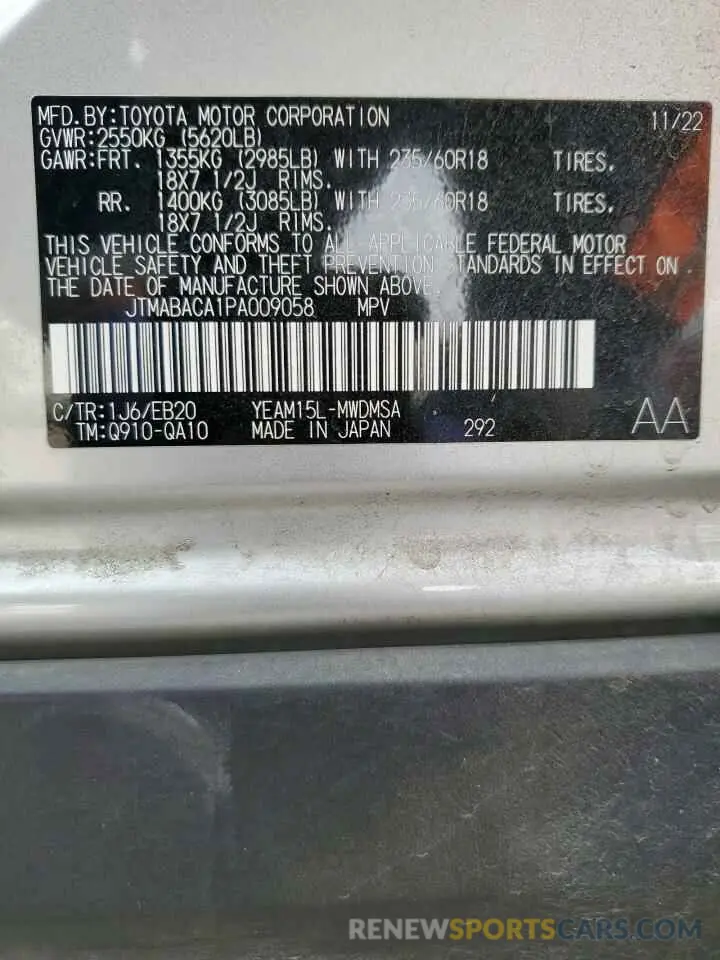 MFD.BY:TOYOTA MOTOR CORPORATION 11/22
GVWR:2550KG (5620LB)
GAWR:FRT. 1355KG (2985LB) WITH 235/60R18 TIRES,
18X7 1/2J RIMS.
RR. 1400KG (3085LB) WITH 235/60R18 TIRES,
18X7 1/2J RIMS.
THIS VEHICLE CONFORMS TO ALL APPLICABLE FEDERAL MOTOR
VEHICLE SAFETY AND THEFT PREVENTION STANDARDS IN EFFECT ON
THE DATE OF MANUFACTURE SHOWN ABOVE.
JTMABACA1PA009058 MPV
C/TR:1J6/EB20 YEAM15L-MWDMSA
TM:Q910-QA10 MADE IN JAPAN 292 AA
RENEWSPORTSCARS.COM